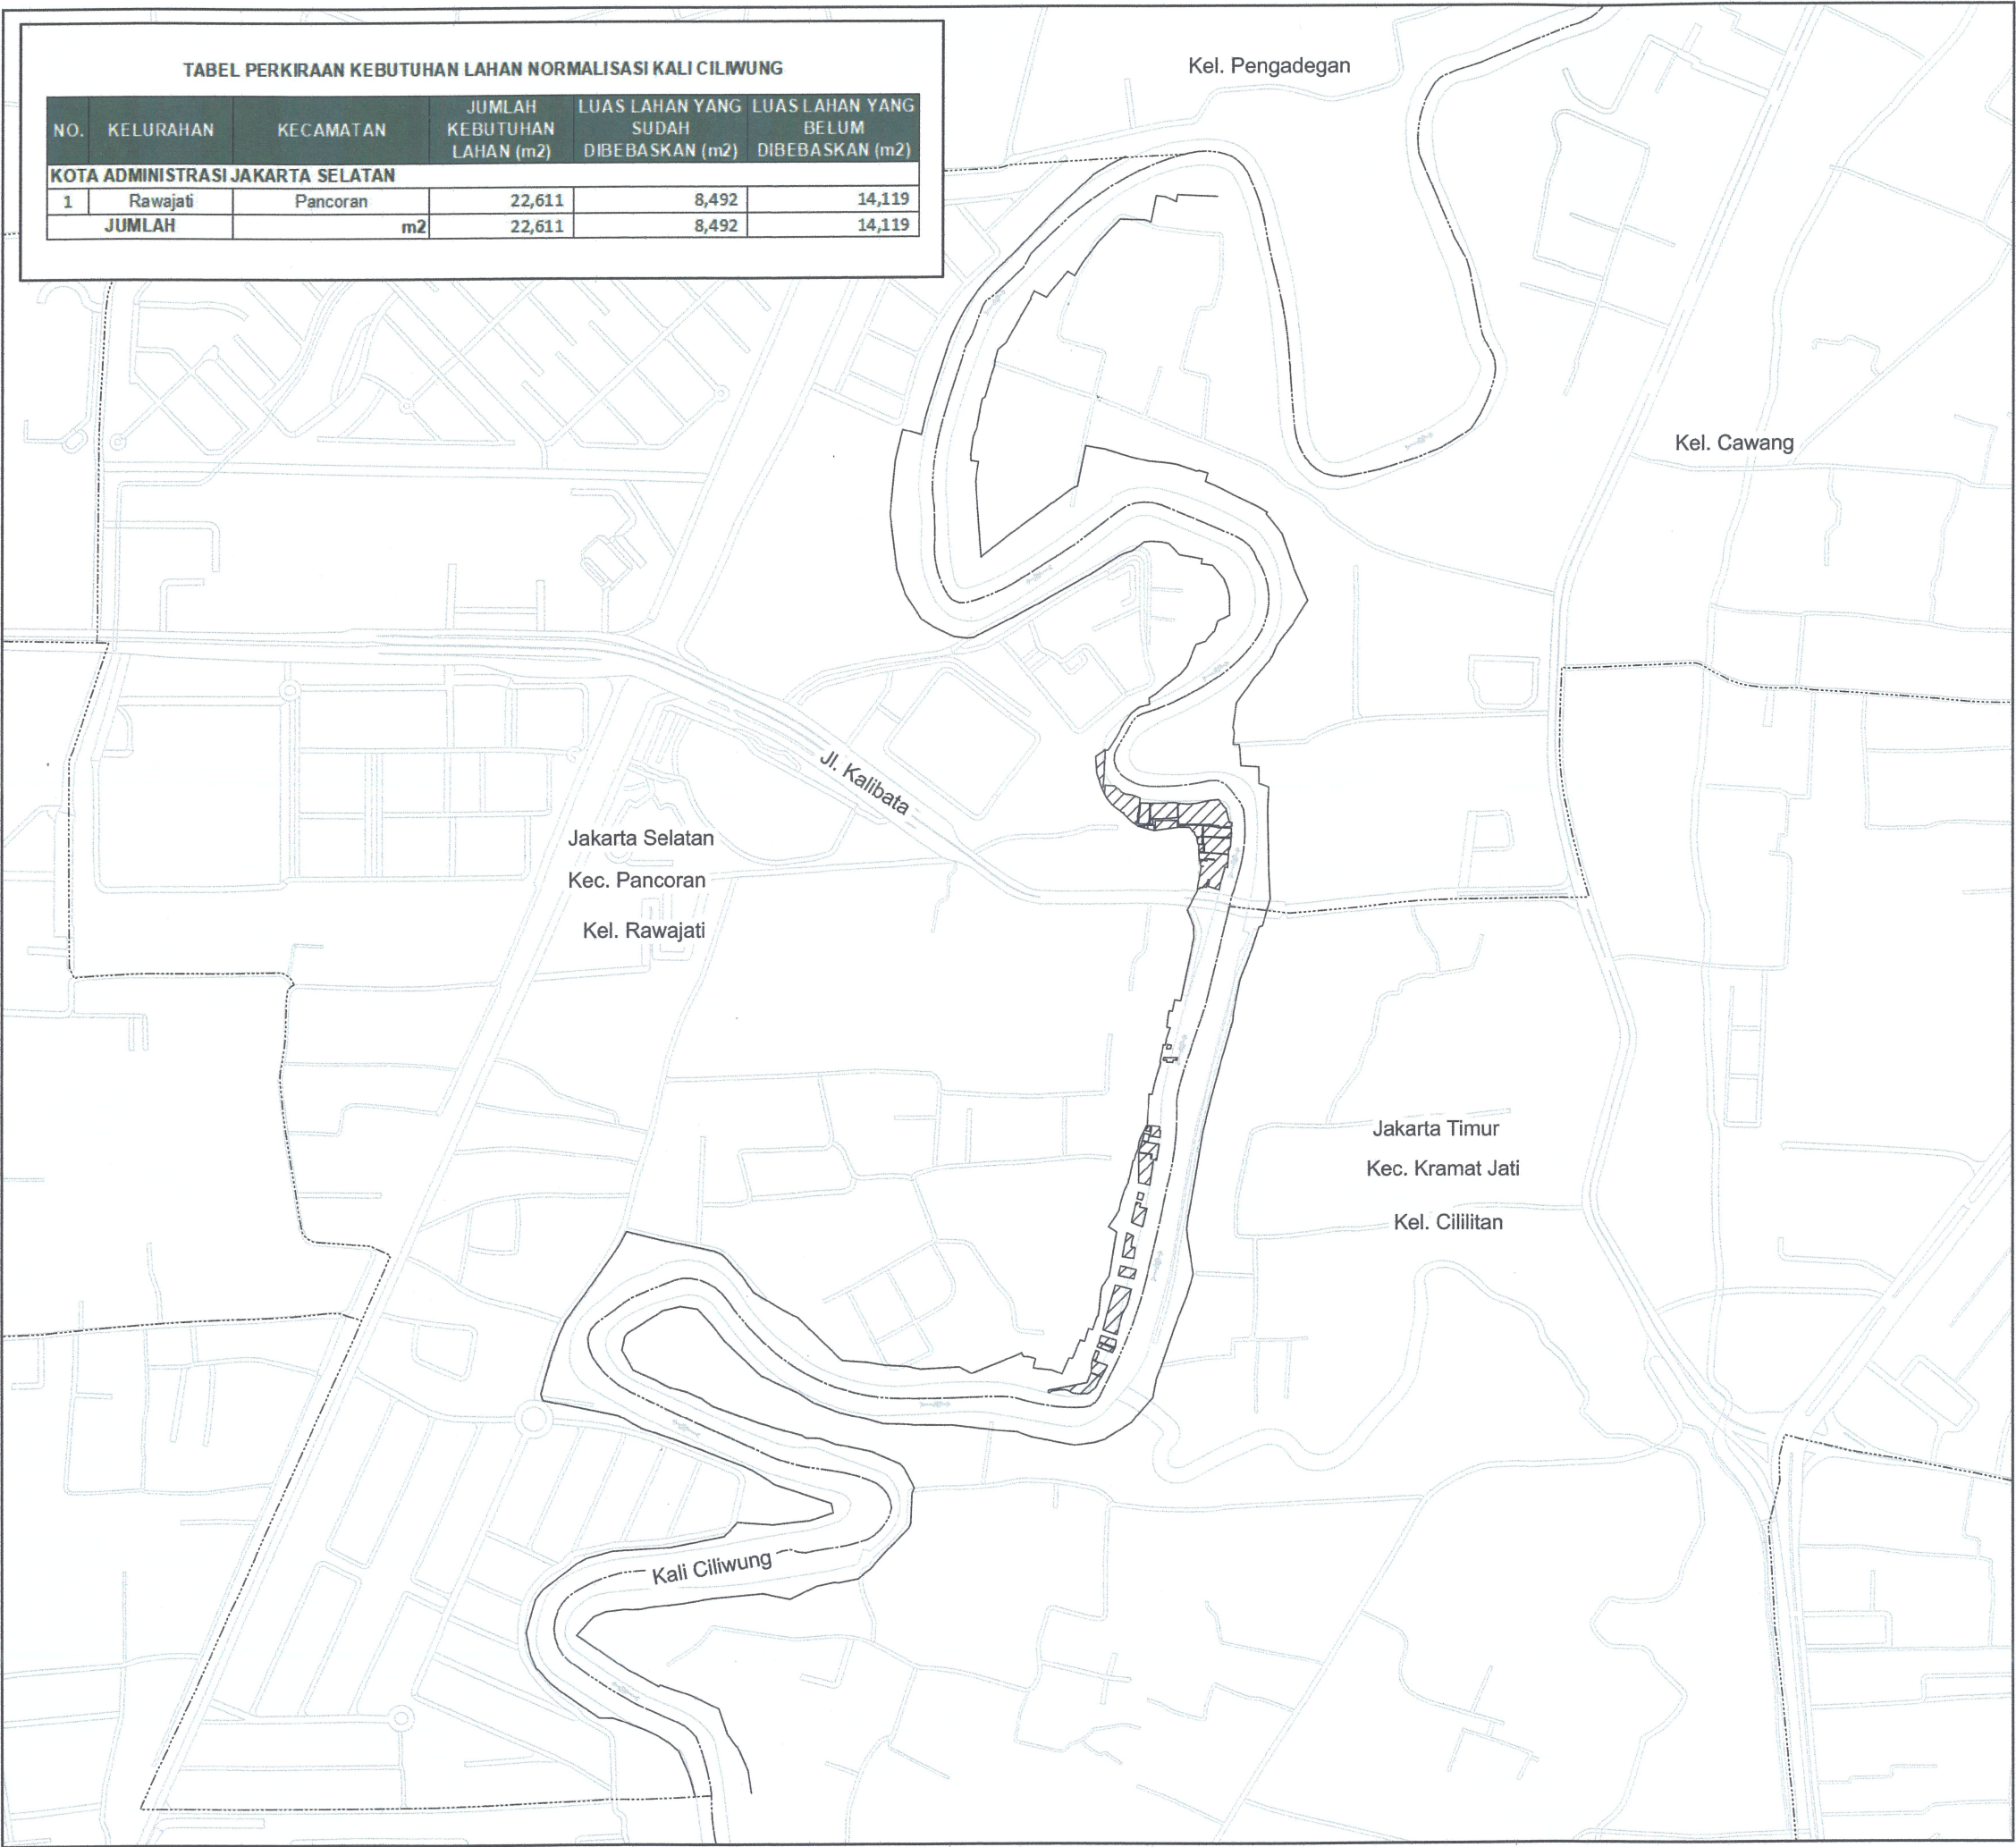 TABEL PERKIRAAN KEBUTUHAN LAHAN NORMALISASI KALI CILIWUNG
NO. KELURAHAN KECAMATAN JUMLAH KEBUTUHAN LAHAN (m2) LUAS LAHAN YANG SUDAH DIBEBASKAN (m2) LUAS LAHAN YANG BELUM DIBEBASKAN (m2)
KOTA ADMINISTRASI JAKARTA SELATAN
1 Rawajati Pancoran 22,611 8,492 14,119
JUMLAH m2 22,611 8,492 14,119
Kel. Pengadegan
Kel. Cawang
Jl. Kalibata
Jakarta Selatan
Kec. Pancoran
Kel. Rawajati
Jakarta Timur
Kec. Kramat Jati
Kel. Cililitan
Kali Ciliwung